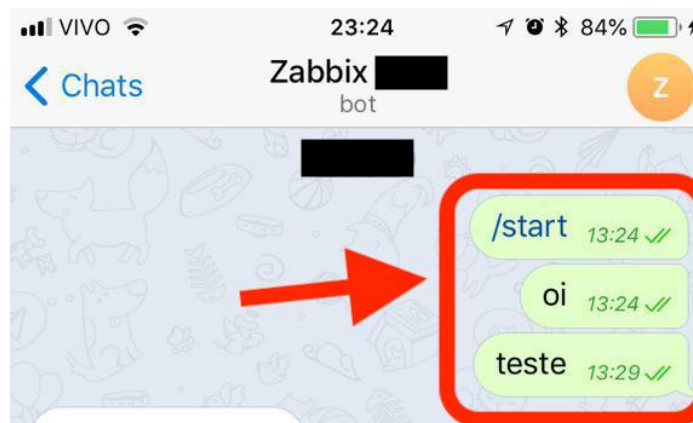 VIVO 23:24 84%
Chats Zabbix Z
bot
/start 13:24
oi 13:24
teste 13:29